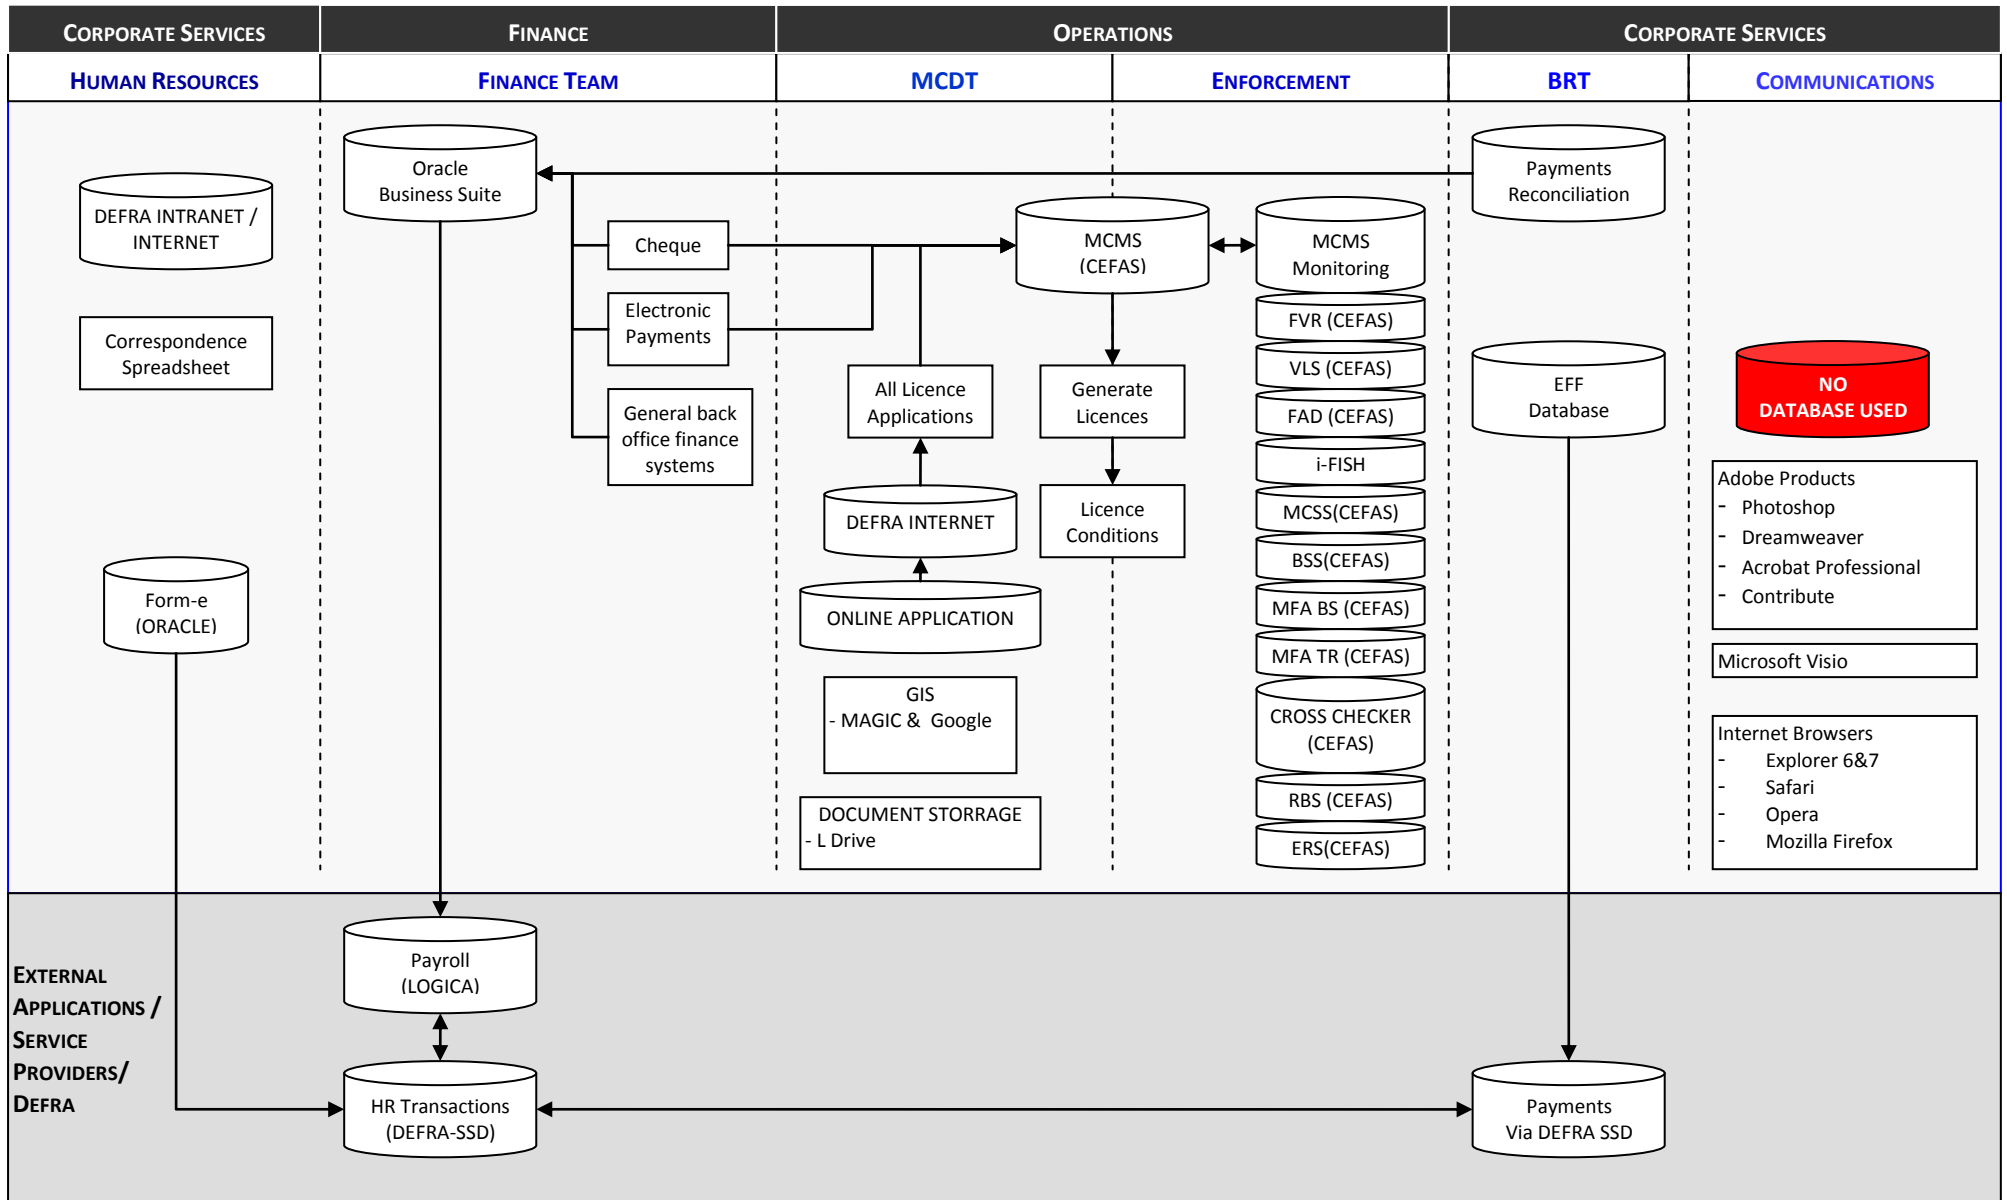 CORPORATE SERVICES
FINANCE
OPERATIONS
CORPORATE SERVICES
HUMAN RESOURCES
FINANCE TEAM
MCDT
ENFORCEMENT
BRT
COMMUNICATIONS
DEFRA INTRANET /
INTERNET
Correspondence
Spreadsheet
Form-e
(ORACLE)
Oracle
Business Suite
Cheque
Electronic
Payments
General back
office finance
systems
MCMS
(CEFAS)
All Licence
Applications
Generate
Licences
DEFRA INTERNET
Licence
Conditions
ONLINE APPLICATION
GIS
- MAGIC & Google
DOCUMENT STORRAGE
- L Drive
MCMS
Monitoring
FVR (CEFAS)
VLS (CEFAS)
FAD (CEFAS)
i-FISH
MCSS(CEFAS)
BSS(CEFAS)
MFA BS (CEFAS)
MFA TR (CEFAS)
CROSS CHECKER
(CEFAS)
RBS (CEFAS)
ERS(CEFAS)
Payments
Reconciliation
EFF
Database
NO
DATABASE USED
Adobe Products
- Photoshop
- Dreamweaver
- Acrobat Professional
- Contribute
Microsoft Visio
Internet Browsers
- Explorer 6&7
- Safari
- Opera
- Mozilla Firefox
EXTERNAL
APPLICATIONS /
SERVICE
PROVIDERS/
DEFRA
Payroll
(LOGICA)
HR Transactions
(DEFRA-SSD)
Payments
Via DEFRA SSD